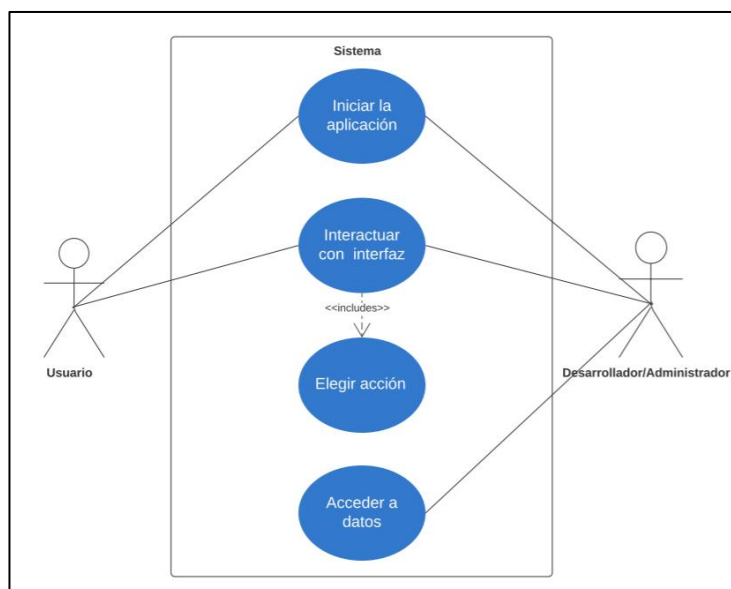 Sistema
Iniciar la
aplicación
Interactuar
con interfaz
<<includes>>
Usuario
Desarrollador/Administrador
Elegir acción
Acceder a
datos